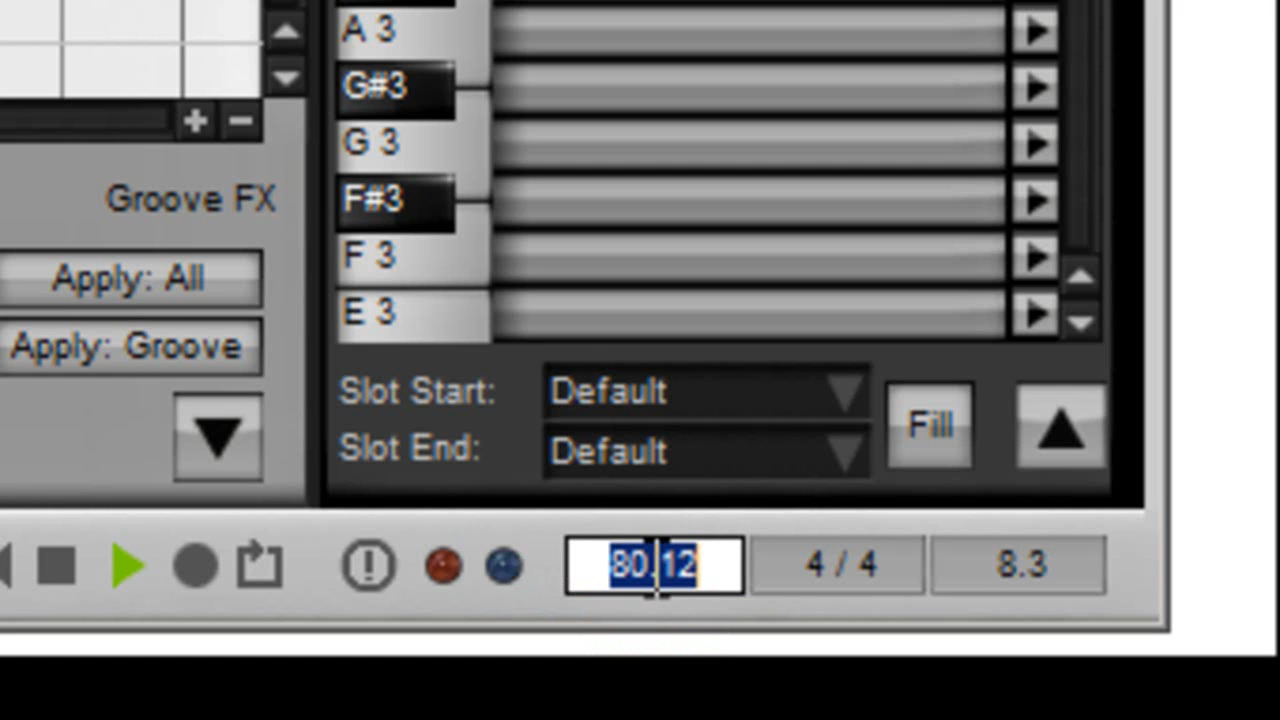 A 3
G#3
G 3
F#3
F 3
E 3
Groove FX
Apply: All
Apply: Groove
Slot Start: Default
Slot End: Default
Fill
80.12
4 / 4
8.3